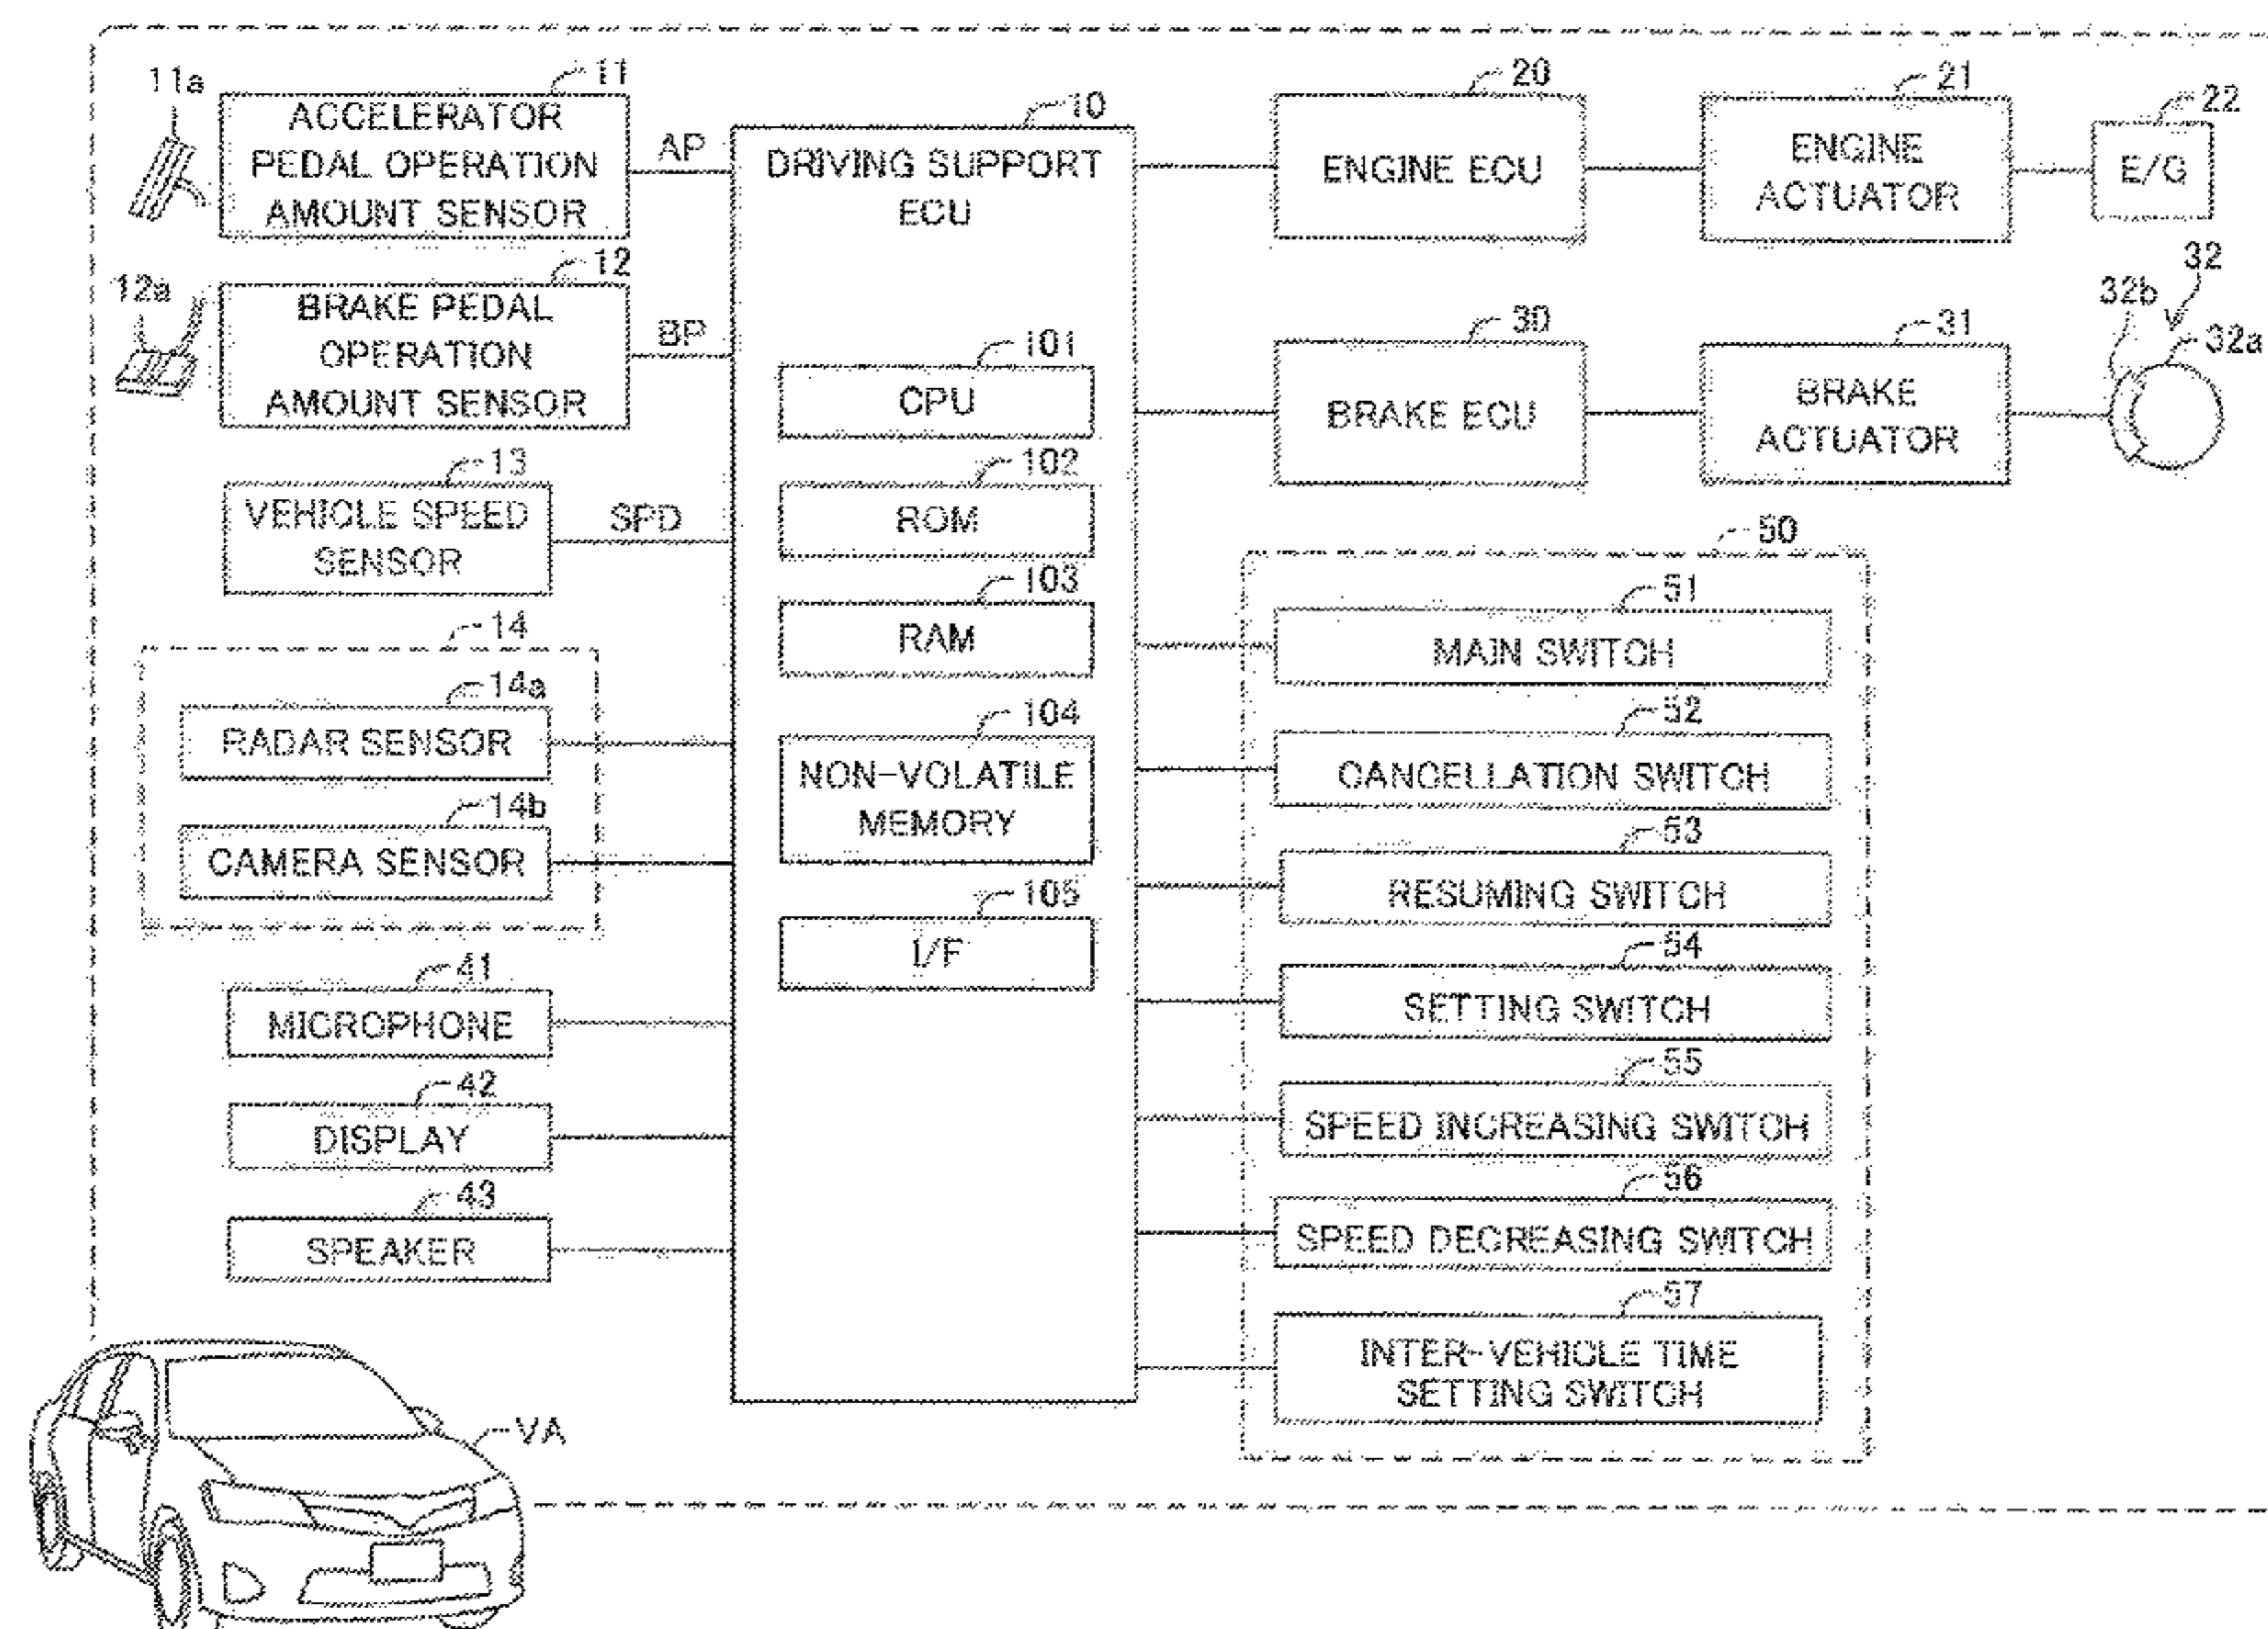 11a
11
ACCELERATOR
PEDAL OPERATION
AMOUNT SENSOR
AP
12a
12
BRAKE PEDAL
OPERATION
AMOUNT SENSOR
BP
13
VEHICLE SPEED
SENSOR
SPD
14
14a
RADAR SENSOR
14b
CAMERA SENSOR
41
MICROPHONE
42
DISPLAY
43
SPEAKER
VA
10
DRIVING SUPPORT
ECU
101
CPU
102
ROM
103
RAM
104
NON-VOLATILE
MEMORY
105
I/F
20
ENGINE ECU
21
ENGINE
ACTUATOR
22
E/G
30
BRAKE ECU
31
BRAKE
ACTUATOR
32
32b
32a
50
51
MAIN SWITCH
52
CANCELLATION SWITCH
53
RESUMING SWITCH
54
SETTING SWITCH
55
SPEED INCREASING SWITCH
56
SPEED DECREASING SWITCH
57
INTER-VEHICLE TIME
SETTING SWITCH